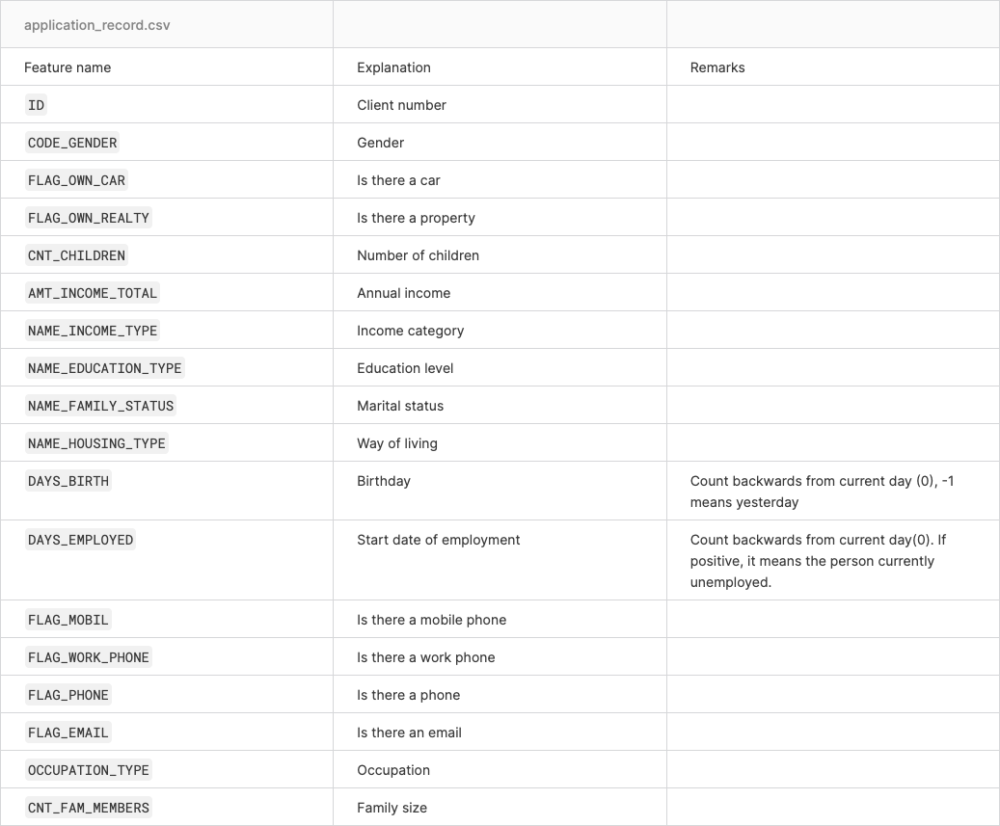 application_record.csv
Feature name Explanation Remarks
ID Client number
CODE_GENDER Gender
FLAG_OWN_CAR Is there a car
FLAG_OWN_REALTY Is there a property
CNT_CHILDREN Number of children
AMT_INCOME_TOTAL Annual income
NAME_INCOME_TYPE Income category
NAME_EDUCATION_TYPE Education level
NAME_FAMILY_STATUS Marital status
NAME_HOUSING_TYPE Way of living
DAYS_BIRTH Birthday Count backwards from current day (0), -1
means yesterday
DAYS_EMPLOYED Start date of employment Count backwards from current day(0). If
positive, it means the person currently
unemployed.
FLAG_MOBIL Is there a mobile phone
FLAG_WORK_PHONE Is there a work phone
FLAG_PHONE Is there a phone
FLAG_EMAIL Is there an email
OCCUPATION_TYPE Occupation
CNT_FAM_MEMBERS Family size